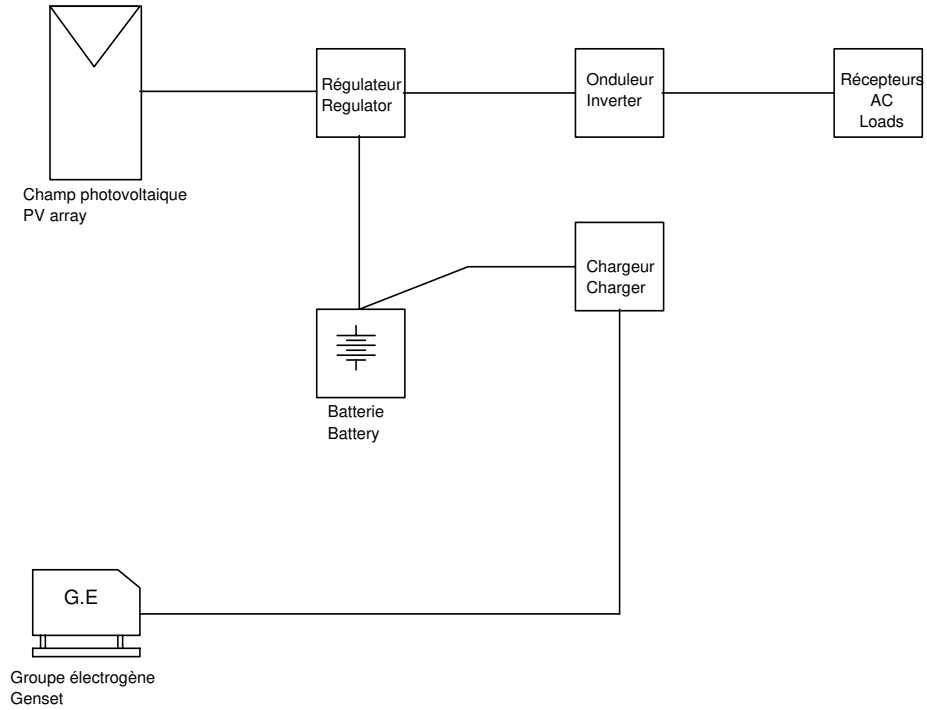 Régulateur
Regulator
Onduleur
Inverter
Récepteurs
AC
Loads
Champ photovoltaique
PV array
Chargeur
Charger
Batterie
Battery
G.E
Groupe électrogène
Genset